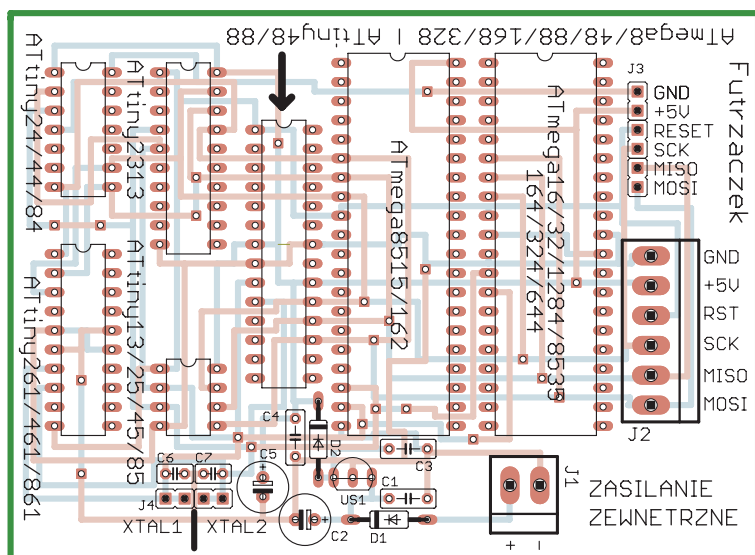 ATmega8/48/88/168/328 | ATtiny48/88
ATtiny24/44/84
ATtiny2313
ATmega8515/162
ATmega16/32/1284/8535
164/324/644
Futrzaczek
J3
GND
+5V
RESET
SCK
MISO
MOSI
ATtiny261/461/861
ATtiny13/25/45/85
GND
+5V
RST
SCK
MISO
MOSI
J2
C4
D2
C6
C7
C5
C3
C1
US1
J4
XTAL1
XTAL2
C2
D1
J1
+
-
ZASILANIE
ZEWNETRZNE